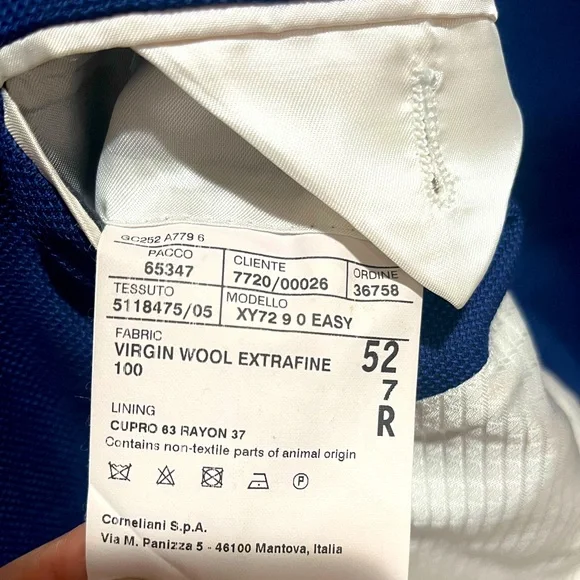 GC252 A779 6
PACCO CLIENTE ORDINE
65347 7720/00026 36758
TESSUTO MODELLO
5118475/05 XY72 9 0 EASY
FABRIC
VIRGIN WOOL EXTRAFINE 52
100 7
R
LINING
CUPRO 63 RAYON 37
Contains non-textile parts of animal origin
P
Corneliani S.p.A.
Via M. Panizza 5 - 46100 Mantova, Italia